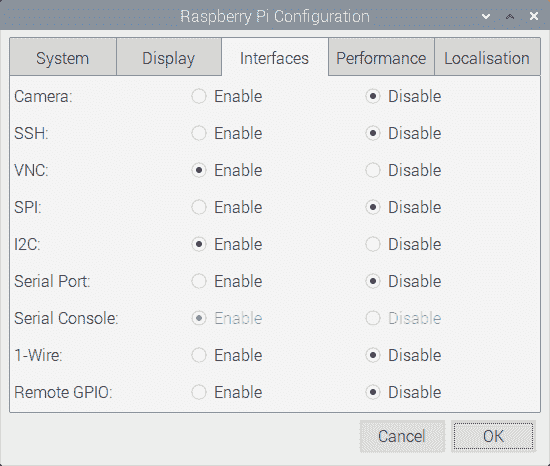 Raspberry Pi Configuration
System Display Interfaces Performance Localisation
Camera: Enable Disable
SSH: Enable Disable
VNC: Enable Disable
SPI: Enable Disable
I2C: Enable Disable
Serial Port: Enable Disable
Serial Console: Enable Disable
1-Wire: Enable Disable
Remote GPIO: Enable Disable
Cancel OK